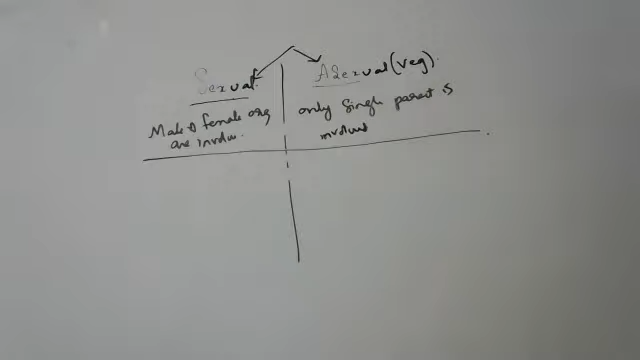 Sexual
Male & female org
are involv.
Asexual (veg).
only single parent is
involved